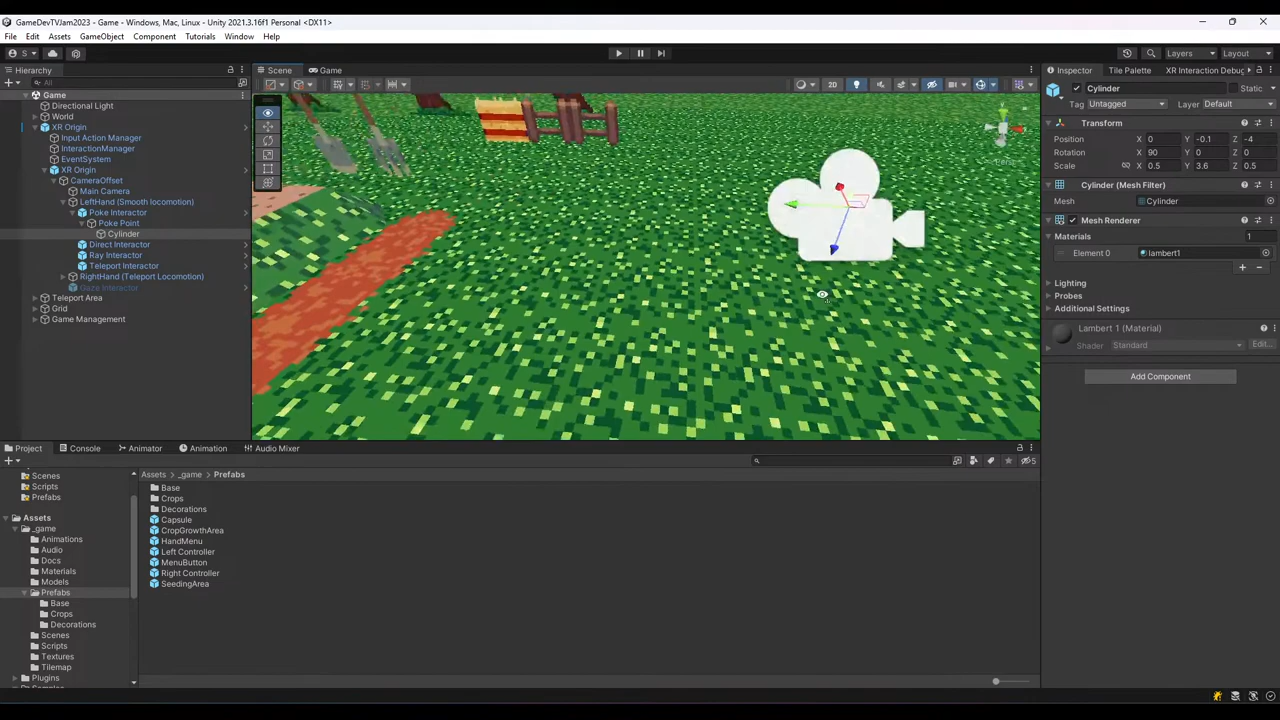 GameDevTVJam2023 - Game - Windows, Mac, Linux - Unity 2021.3.16f1 Personal <DX11>
File Edit Assets GameObject Component Tutorials Window Help
S Layers Layout
Hierarchy
All
Game
Directional Light
World
XR Origin
Input Action Manager
InteractionManager
EventSystem
XR Origin
CameraOffset
Main Camera
LeftHand (Smooth locomotion)
Poke Interactor
Poke Point
Cylinder
Direct Interactor
Ray Interactor
Teleport Interactor
RightHand (Teleport Locomotion)
Gaze Interactor
Teleport Area
Grid
Game Management
Scene Game
2D
Persp
Inspector Tile Palette XR Interaction Debug
Cylinder Static
Tag Untagged Layer Default
Transform
Position X 0 Y -0.1 Z -4
Rotation X 90 Y 0 Z 0
Scale X 0.5 Y 3.6 Z 0.5
Cylinder (Mesh Filter)
Mesh Cylinder
Mesh Renderer
Materials 1
Element 0 lambert1
Lighting
Probes
Additional Settings
Lambert 1 (Material)
Shader Standard Edit...
Add Component
Project Console Animator Animation Audio Mixer
5
Scenes
Scripts
Prefabs
Assets
_game
Animations
Audio
Docs
Materials
Models
Prefabs
Base
Crops
Decorations
Scenes
Scripts
Textures
Tilemap
Plugins
Assets _game Prefabs
Base
Crops
Decorations
Capsule
CropGrowthArea
HandMenu
Left Controller
MenuButton
Right Controller
SeedingArea